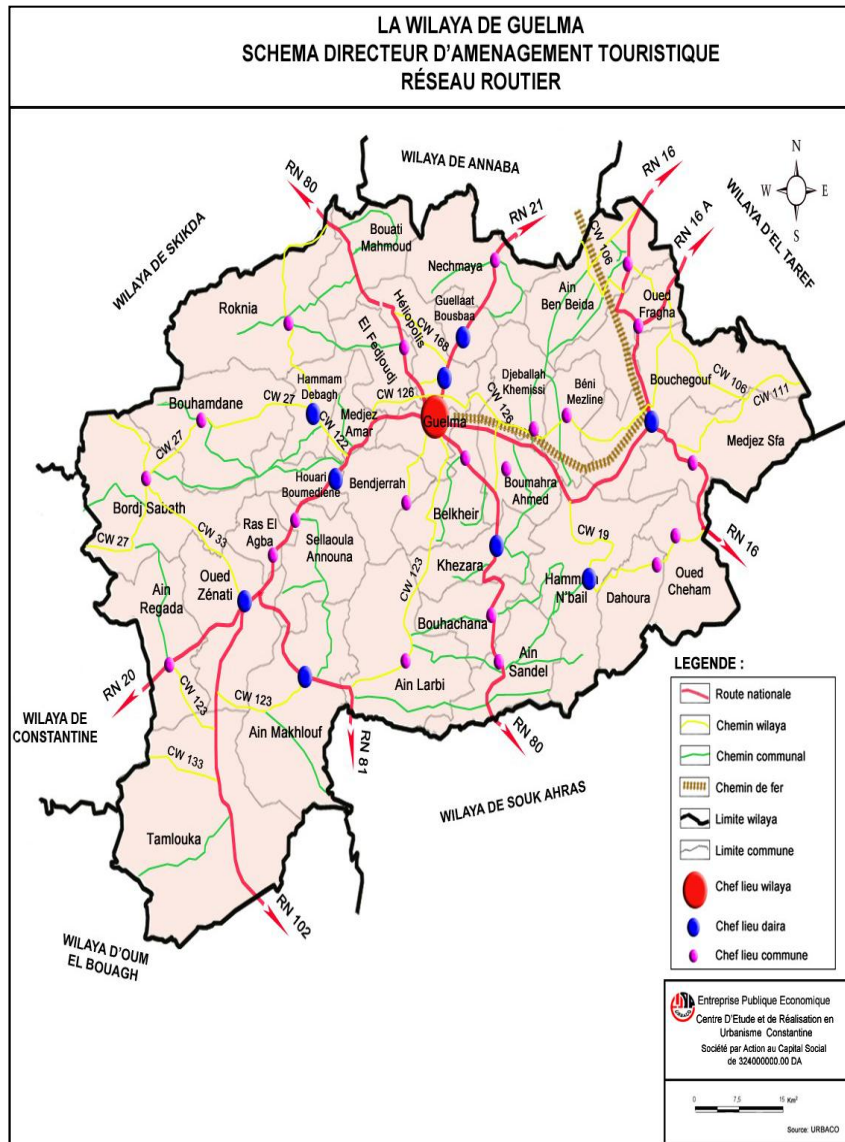 LA WILAYA DE GUELMA
SCHEMA DIRECTEUR D'AMENAGEMENT TOURISTIQUE
RÉSEAU ROUTIER
WILAYA DE ANNABA
N
W
E
S
RN 80
RN 16
RN 21
RN 16 A
WILAYA D'EL TAREF
WILAYA DE SKIKDA
Bouati
Mahmoud
Nechmaya
CW 106
Ain
Ben Beida
Oued
Fragha
Roknia
Héliopolis
Guellaat
Bousbaa
El Fedjoudj
CW 168
Hammam
Debagh
Djeballah
Khemissi
Béni
Mezline
Bouchegouf
CW 106
CW 111
Bouhamdane
CW 27
CW 126
CW 126
Medjez
Amar
Guelma
CW 122
Medjez Sfa
CW 27
Houari
Boumediene
Bendjerrah
Boumahra
Ahmed
Bordj Sabath
Ras El
Agba
Belkheir
Sellaoula
Announa
CW 33
CW 19
RN 16
CW 27
Oued
Zénati
CW 123
Khezara
Hammam
N'bail
Dahoura
Oued
Cheham
Ain
Regada
Bouhachana
Ain
Sandel
LEGENDE :
RN 20
CW 123
CW 123
Ain Larbi
Route nationale
WILAYA DE
CONSTANTINE
Ain Makhlouf
RN 81
RN 80
Chemin wilaya
CW 133
Chemin communal
WILAYA DE SOUK AHRAS
Chemin de fer
Tamlouka
Limite wilaya
Limite commune
Chef lieu wilaya
RN 102
Chef lieu daira
WILAYA D'OUM
EL BOUAGH
Chef lieu commune
URBACO
Entreprise Publique Economique
Centre D'Etude et de Réalisation en
Urbanisme Constantine
Société par Action au Capital Social
de 324000000.00 DA
0 7,5 15 Km²
Source: URBACO